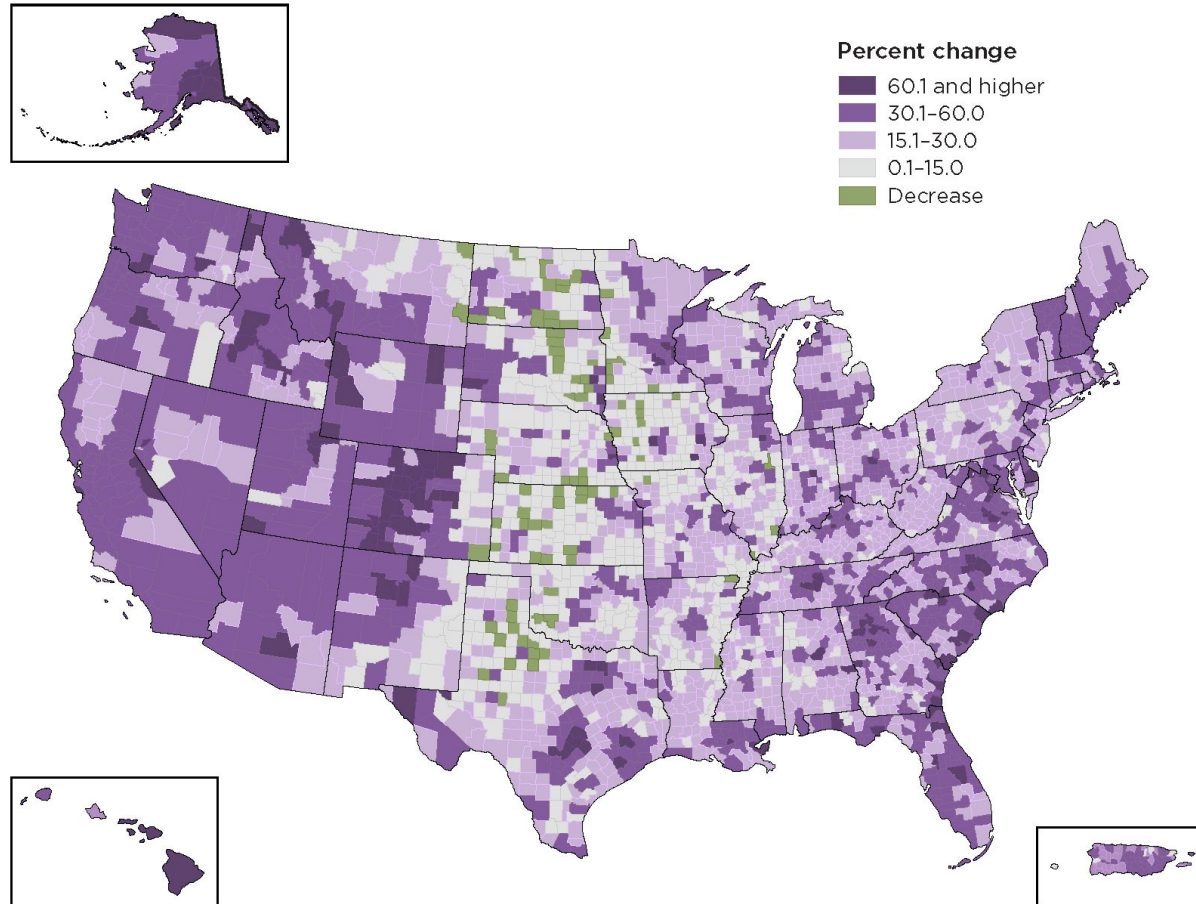 Percent change
60.1 and higher
30.1–60.0
15.1–30.0
0.1–15.0
Decrease